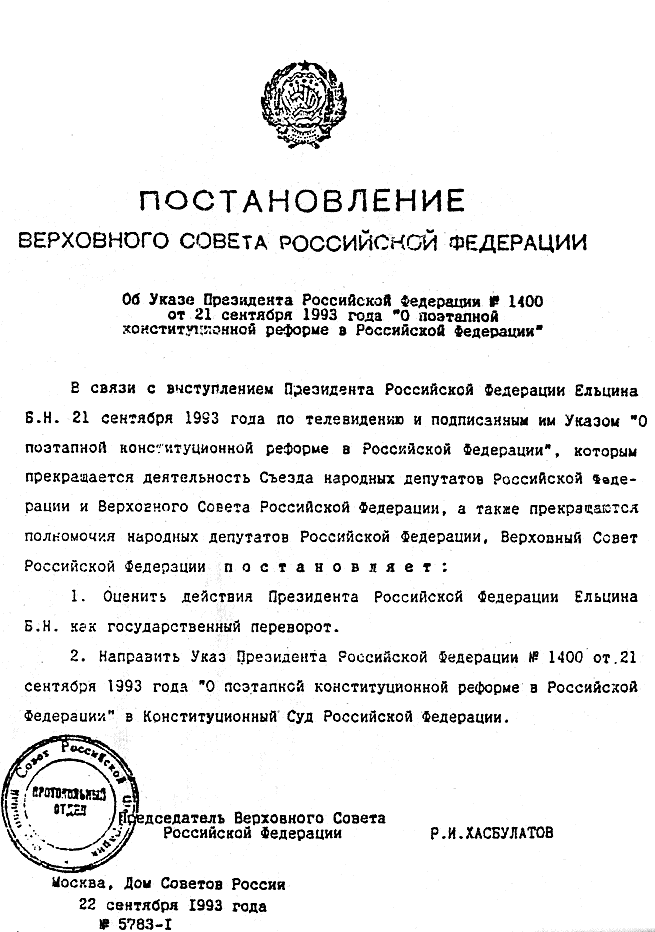 ПОСТАНОВЛЕНИЕ
ВЕРХОВНОГО СОВЕТА РОССИЙСКОЙ ФЕДЕРАЦИИ
Об Указе Президента Российской Федерации № 1400
от 21 сентября 1993 года "О поэтапной
конституционной реформе в Российской Федерации"
В связи с выступлением Президента Российской Федерации Ельцина
Б.Н. 21 сентября 1993 года по телевидению и подписанным им Указом "О
поэтапной конституционной реформе в Российской Федерации", которым
прекращается деятельность Съезда народных депутатов Российской Феде-
рации и Верховного Совета Российской Федерации, а также прекращаются
полномочия народных депутатов Российской Федерации, Верховный Совет
Российской Федерации п о с т а н о в л я е т :
1. Оценить действия Президента Российской Федерации Ельцина
Б.Н. как государственный переворот.
2. Направить Указ Президента Российской Федерации № 1400 от 21
сентября 1993 года "О поэтапной конституционной реформе в Российской
Федерации" в Конституционный Суд Российской Федерации.
Совет Российской Федерации
ПРОТОКОЛЬНЫЙ
ОТДЕЛ
Председатель Верховного Совета
Российской Федерации
Р.И.ХАСБУЛАТОВ
Москва, Дом Советов России
22 сентября 1993 года
№ 5783-I